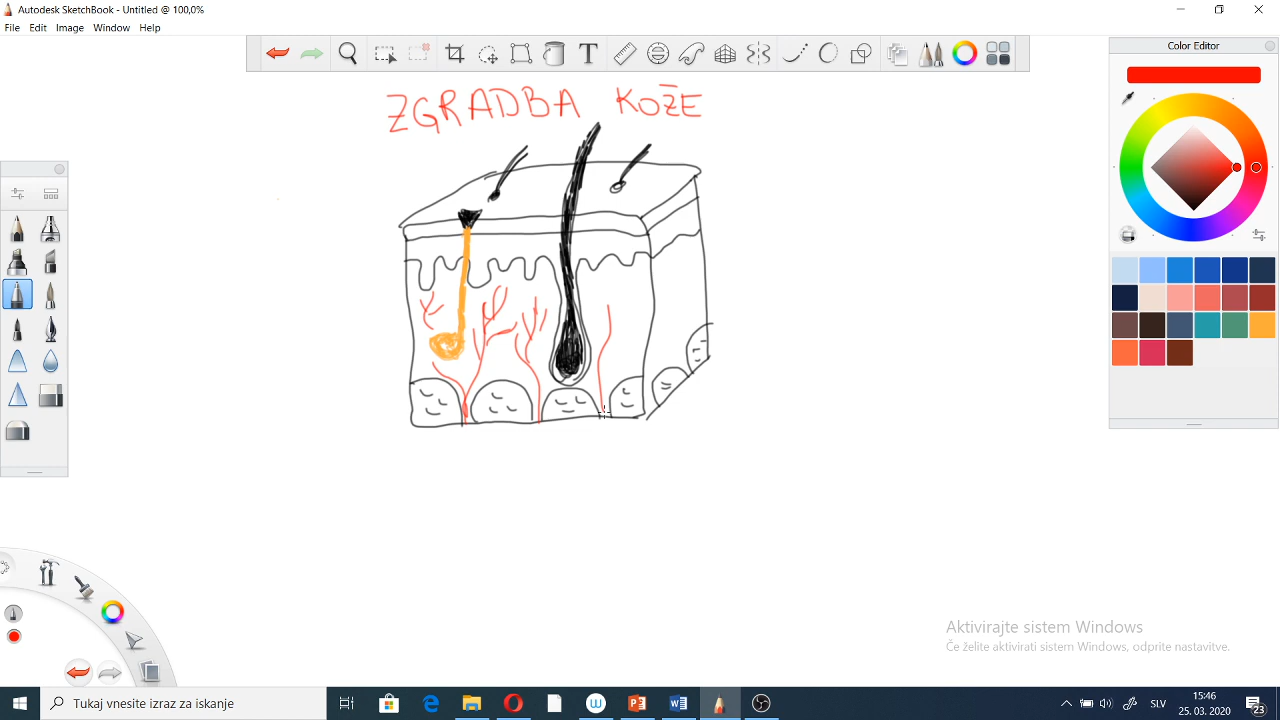 Autodesk SketchBook - Untitled @ 100,0%
File Edit Image Window Help
Color Editor
ZGRADBA KOŽE
Aktivirajte sistem Windows
Če želite aktivirati sistem Windows, odprite nastavitve.
Tukaj vnesite izraz za iskanje
SLV
15:46
25. 03. 2020
23